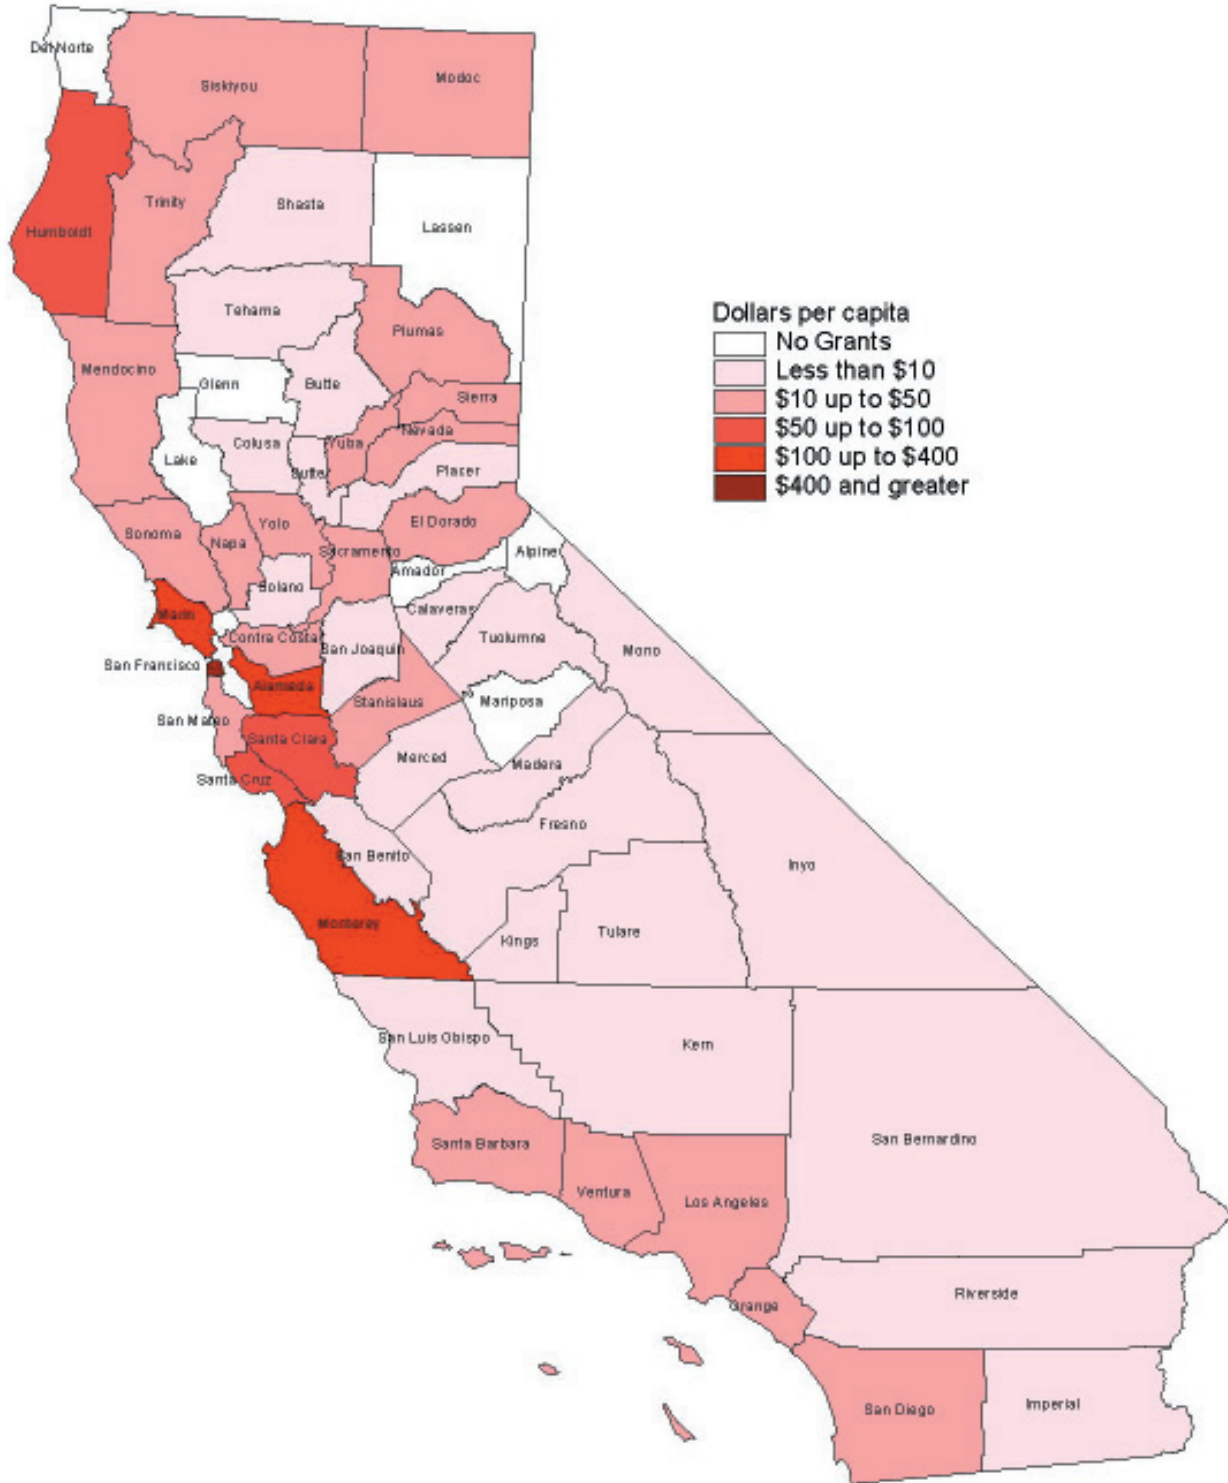 Del Norte
Siskiyou
Modoc
Trinity
Shasta
Lassen
Humboldt
Tehama
Plumas
Mendocino
Glenn
Butte
Sierra
Colusa
Yuba
Nevada
Lake
Sutter
Placer
Sonoma
Napa
Yolo
El Dorado
Sacramento
Alpine
Amador
Solano
Marin
Calaveras
Contra Costa
San Joaquin
Tuolumne
Mono
San Francisco
Alameda
Stanislaus
Mariposa
San Mateo
Santa Clara
Merced
Madera
Santa Cruz
Fresno
San Benito
Inyo
Monterey
Kings
Tulare
San Luis Obispo
Kern
Santa Barbara
San Bernardino
Ventura
Los Angeles
Orange
Riverside
San Diego
Imperial
Dollars per capita
No Grants
Less than $10
$10 up to $50
$50 up to $100
$100 up to $400
$400 and greater